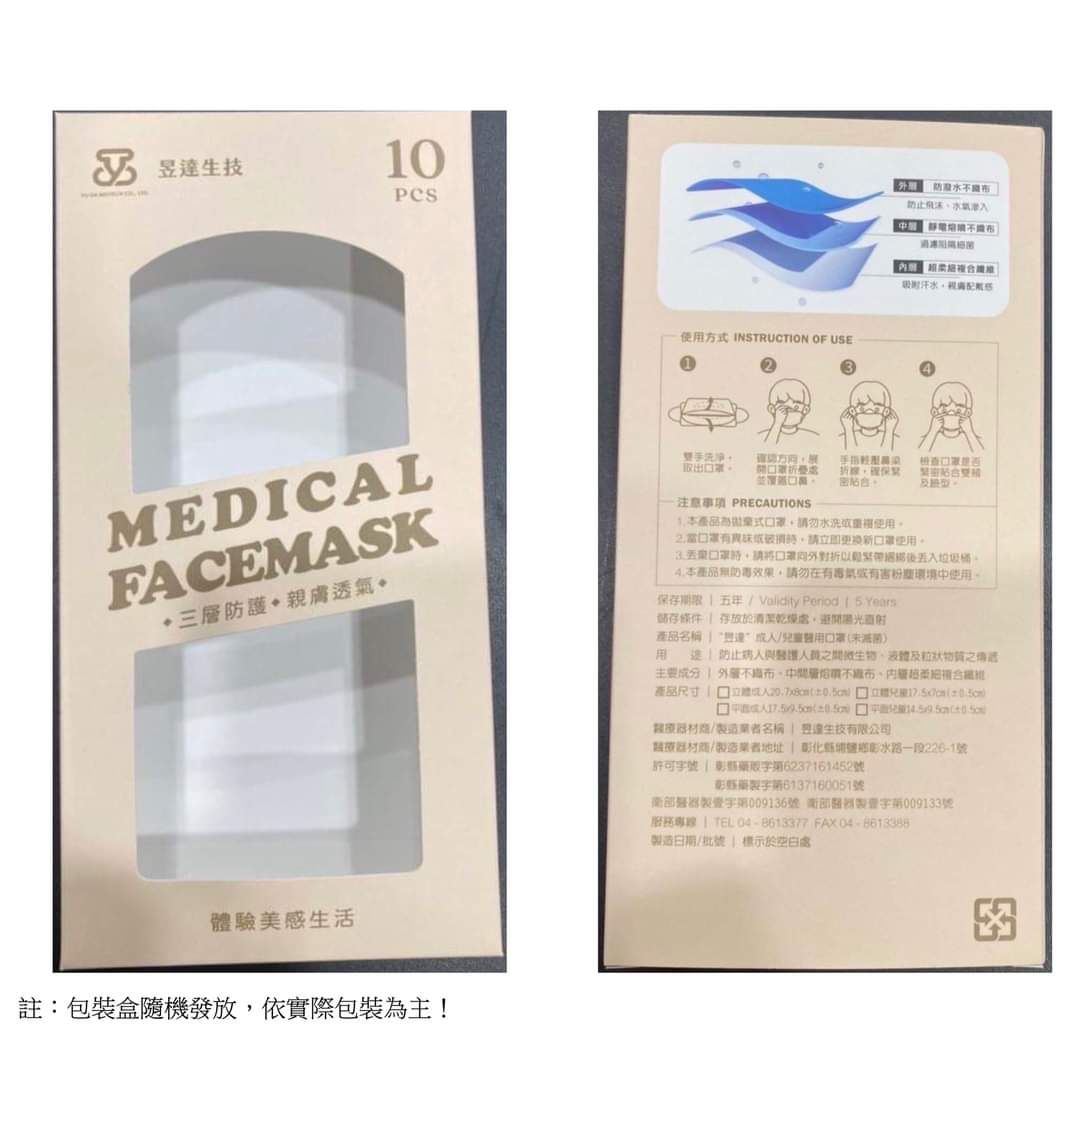 昱達生技
YU DA BIOTECH CO., LTD.
10
PCS
MEDICAL
FACEMASK
◆三層防護◆親膚透氣◆
體驗美感生活
外層 防潑水不織布
防止飛沫、水氣滲入
中層 靜電熔噴不織布
過濾阻隔細菌
內層 超柔細複合纖維
吸附汗水，親膚配戴感
使用方式 INSTRUCTION OF USE
1 2 3 4
雙手洗淨，
取出口罩。
確認方向，展
開口罩折疊處
並覆蓋口鼻。
手指輕壓鼻梁
折線，確保緊
密貼合。
檢查口罩是否
緊密貼合雙頰
及臉型。
注意事項 PRECAUTIONS
1.本產品為拋棄式口罩，請勿水洗或重複使用。
2.當口罩有異味或破損時，請立即更換新口罩使用。
3.丟棄口罩時，請將口罩向外對折以鬆緊帶綑綁後丟入垃圾桶。
4.本產品無防毒效果，請勿在有毒氣或有害粉塵環境中使用。
保存期限 | 五年 / Validity Period | 5 Years
儲存條件 | 存放於清潔乾燥處，避開陽光直射
產品名稱 | "昱達" 成人/兒童醫用口罩(未滅菌)
用　　途 | 防止病人與醫護人員之間微生物、液體及粒狀物質之傳遞
主要成分 | 外層不織布、中間層熔噴不織布、內層超柔細複合纖維
產品尺寸 | □立體成人20.7x8cm(±0.5cm) □立體兒童17.5x7cm(±0.5cm)
□平面成人17.5x9.5cm(±0.5cm) □平面兒童14.5x9.5cm(±0.5cm)
醫療器材商/製造業者名稱 | 昱達生技有限公司
醫療器材商/製造業者地址 | 彰化縣埔鹽鄉彰水路一段226-1號
許可字號 | 彰縣藥販字第6237161452號
彰縣藥製字第6137160051號
衛部醫器製壹字第009136號 衛部醫器製壹字第009133號
服務專線 | TEL 04 - 8613377 FAX 04 - 8613388
製造日期/批號 | 標示於空白處
註：包裝盒隨機發放，依實際包裝為主！